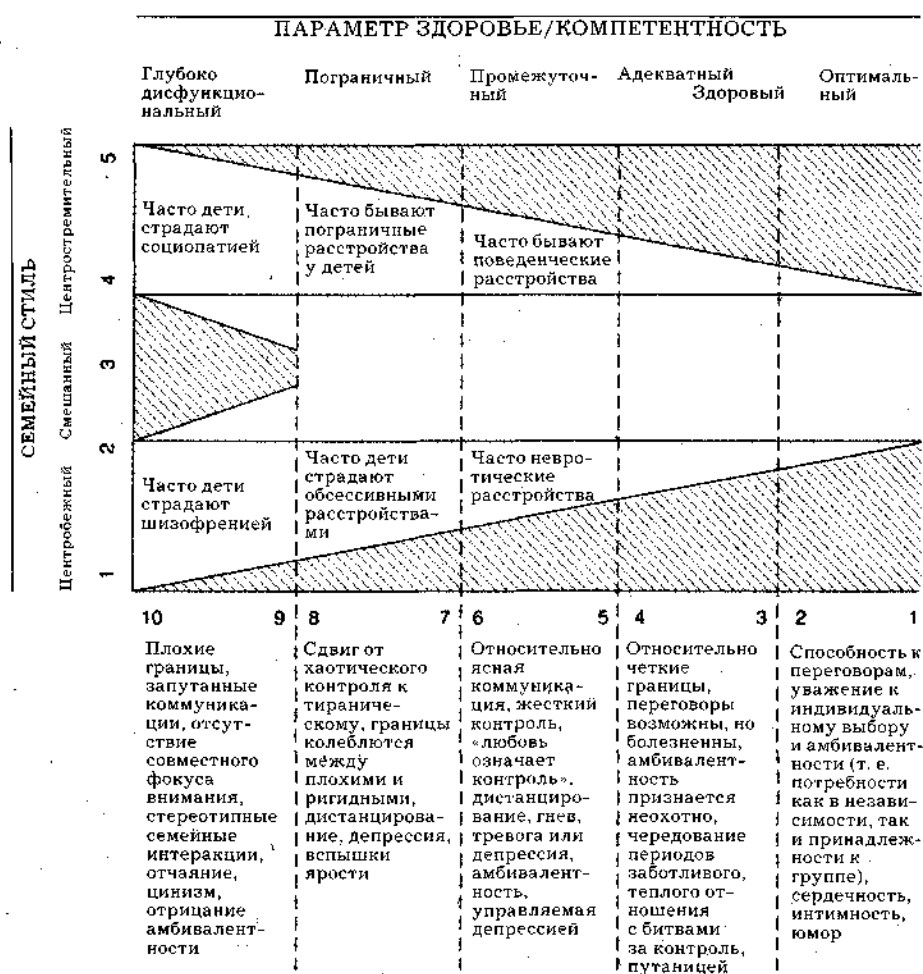 ПАРАМЕТР ЗДОРОВЬЕ/КОМПЕТЕНТНОСТЬ
Глубоко
дисфункцио-
нальный
Пограничный
Промежуточ-
ный
Адекватный
Здоровый
Оптималь-
ный
СЕМЕЙНЫЙ СТИЛЬ
Центростремительный
Смешанный
Центробежный
5
4
3
2
1
Часто дети,
страдают
социопатией
Часто бывают
пограничные
расстройства
у детей
Часто бывают
поведенческие
расстройства
Часто дети
страдают
шизофренией
Часто дети
страдают
обсессивными
расстройства-
ми
Часто невро-
тические
расстройства
10 9 8 7 6 5 4 3 2 1
Плохие
границы,
запутанные
коммуника-
ции, отсут-
ствие
совместного
фокуса
внимания,
стереотипные
семейные
интеракции,
отчаяние,
цинизм,
отрицание
амбивалент-
ности
Сдвиг от
хаотического
контроля к
тираниче-
скому, границы
колеблются
между
плохими и
ригидными,
дистанцирова-
ние, депрессия,
вспышки
ярости
Относительно
ясная
коммуника-
ция, жесткий
контроль,
«любовь
означает
контроль».
дистанциро-
вание, гнев,
тревога или
депрессия,
амбивалент-
ность,
управляемая
депрессией
Относительно
четкие
границы,
переговоры
возможны, но
болезненны,
амбивалент-
ность
признается
неохотно,
чередование
периодов
заботливого,
теплого от-
ношения
с битвами
за контроль,
путаницей
Способность к
переговорам,
уважение к
индивидуаль-
ному выбору
и амбивалент-
ности (т. е.
потребности
как в незави-
симости, так
и принадлеж-
ности к
группе),
сердечность,
интимность,
юмор